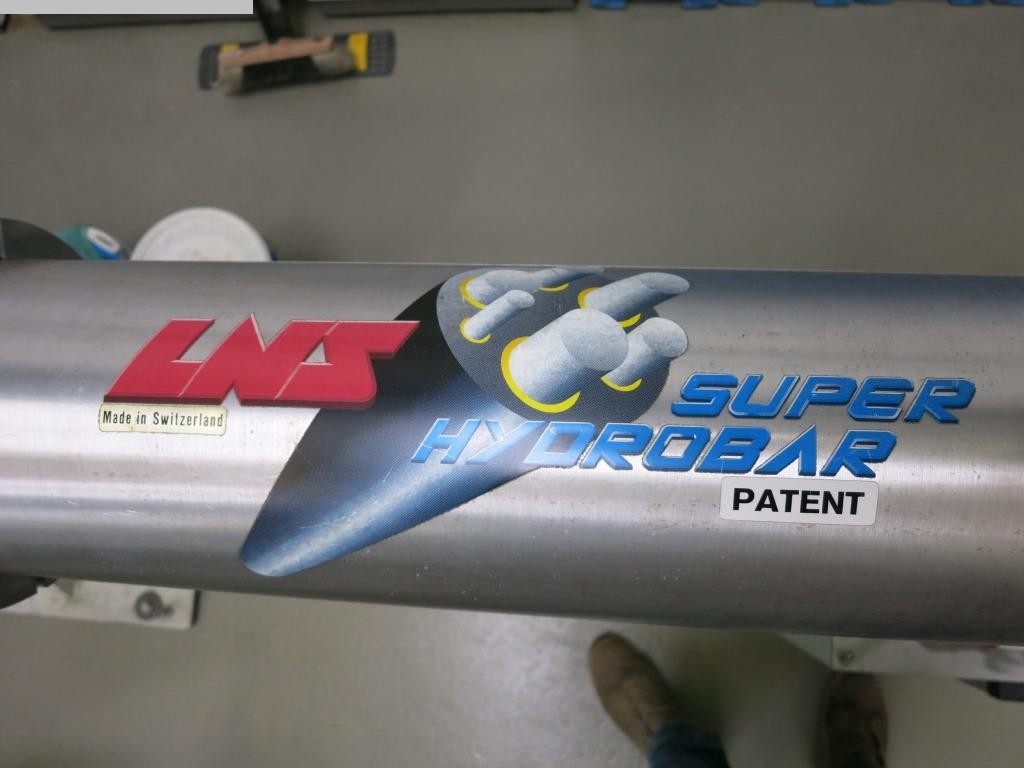 LNS
Made in Switzerland
SUPER
HYDROBAR
PATENT